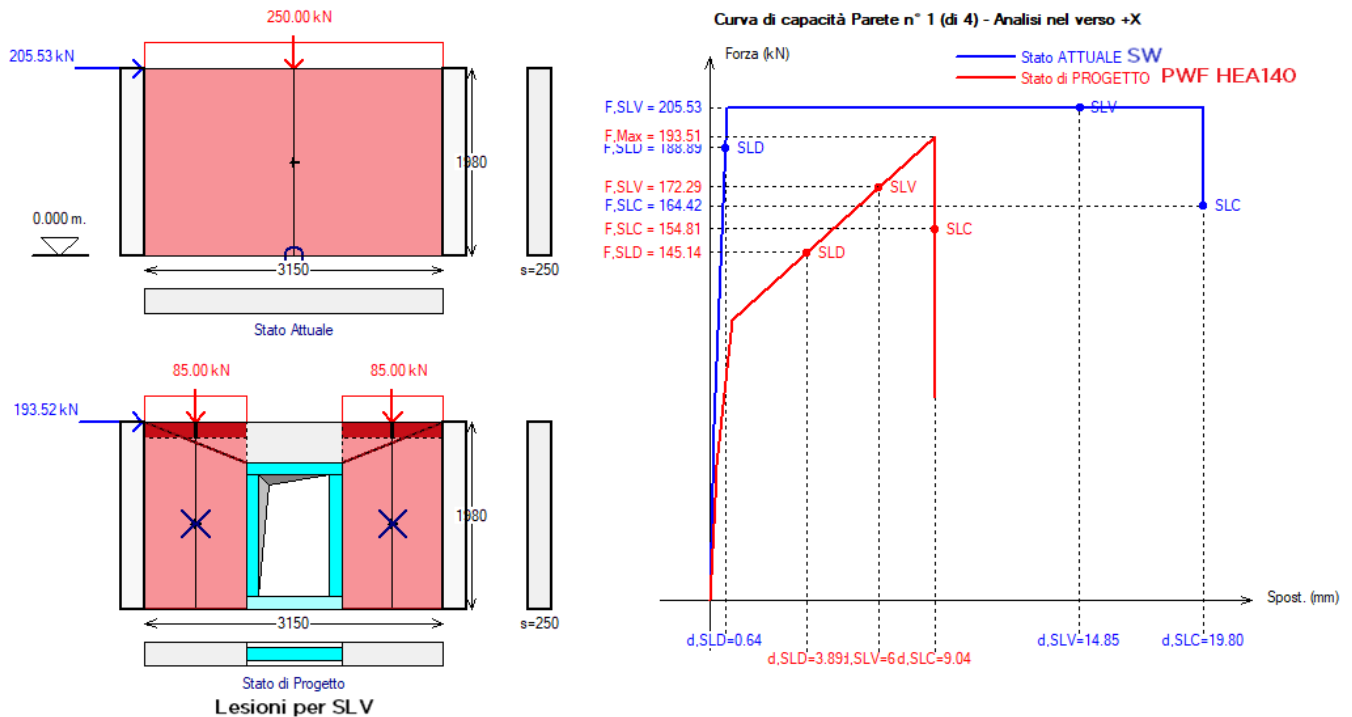 250.00 kN
205.53 kN
1980
0.000 m.
3150
s=250
Stato Attuale
85.00 kN
85.00 kN
193.52 kN
1980
3150
s=250
Stato di Progetto
Lesioni per SLV
Curva di capacità Parete n° 1 (di 4) - Analisi nel verso +X
Forza (kN)
Stato ATTUALE SW
Stato di PROGETTO PWF HEA140
F,SLV = 205.53
F,Max = 193.51
F,SLD = 188.89
F,SLV = 172.29
F,SLC = 164.42
F,SLC = 154.81
F,SLD = 145.14
SLV
SLD
SLV
SLC
SLC
SLD
Spost. (mm)
d,SLD=0.64
d,SLV=14.85
d,SLC=19.80
d,SLD=3.89
d,SLV=6
d,SLC=9.04